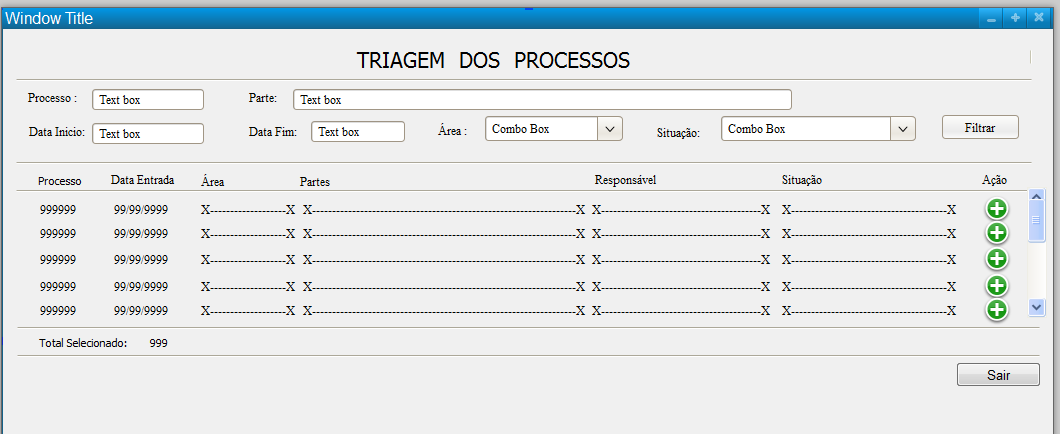 Window Title
TRIAGEM DOS PROCESSOS
Processo : Text box Parte: Text box
Data Inicio: Text box Data Fim: Text box Área : Combo Box Situação: Combo Box Filtrar
Processo Data Entrada Área Partes Responsável Situação Ação
999999 99/99/9999 X-------------------X X------------------------------------------------------------------X X----------------------------------------X X---------------------------------------X
999999 99/99/9999 X-------------------X X------------------------------------------------------------------X X----------------------------------------X X---------------------------------------X
999999 99/99/9999 X-------------------X X------------------------------------------------------------------X X----------------------------------------X X---------------------------------------X
999999 99/99/9999 X-------------------X X------------------------------------------------------------------X X----------------------------------------X X---------------------------------------X
999999 99/99/9999 X-------------------X X------------------------------------------------------------------X X----------------------------------------X X---------------------------------------X
Total Selecionado: 999
Sair